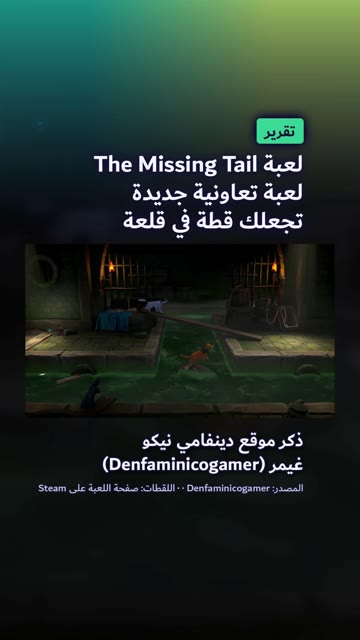 تقرير
لعبة The Missing Tail
لعبة تعاونية جديدة
تجعلك قطة في قلعة
ذكر موقع دينفامي نيكو
غيمر (Denfaminicogamer)
المصدر: Denfaminicogamer · · اللقطات: صفحة اللعبة على Steam